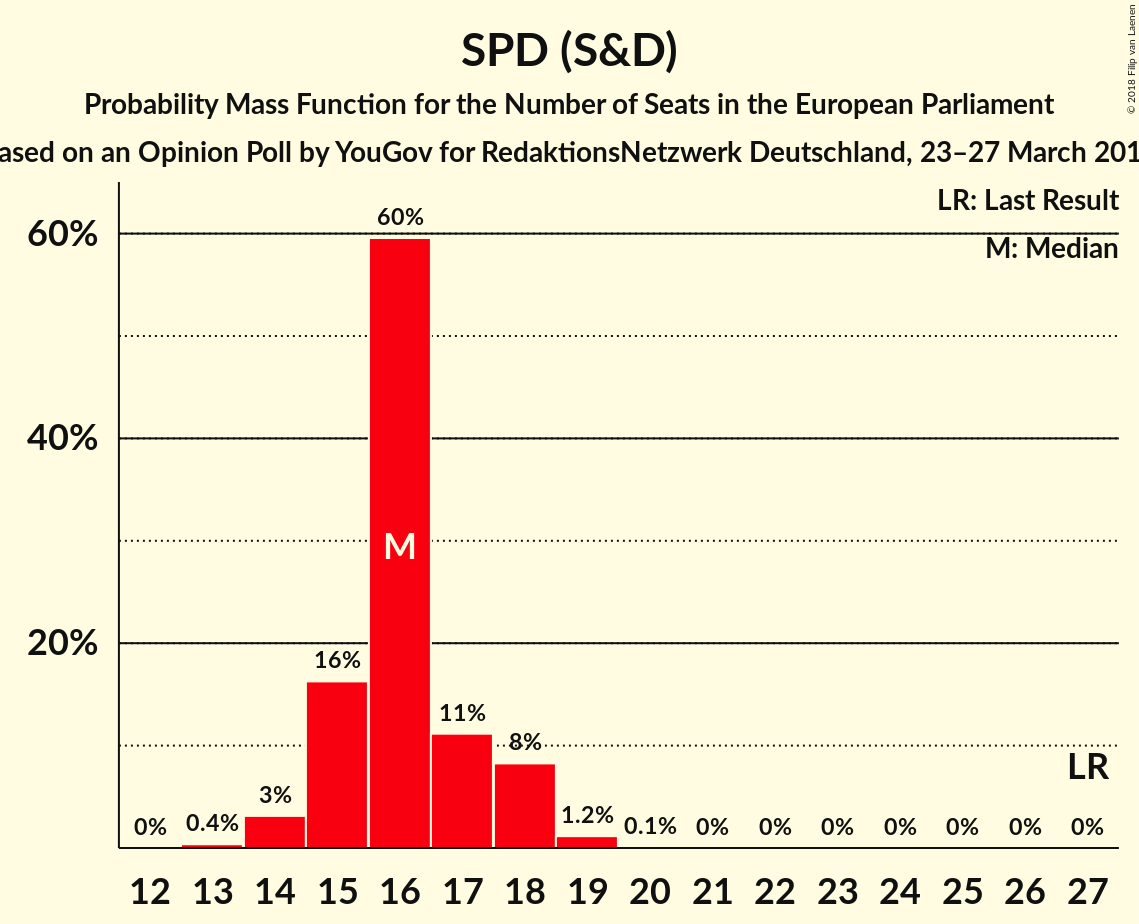 SPD (S&D)
Probability Mass Function for the Number of Seats in the European Parliament
ased on an Opinion Poll by YouGov for RedaktionsNetzwerk Deutschland, 23–27 March 201
© 2018 Filip van Laenen
LR: Last Result
M: Median
60%
40%
20%
0% 0.4% 3% 16% 60% 11% 8% 1.2% 0.1% 0% 0% 0% 0% 0% 0% 0%
M
LR
12 13 14 15 16 17 18 19 20 21 22 23 24 25 26 27